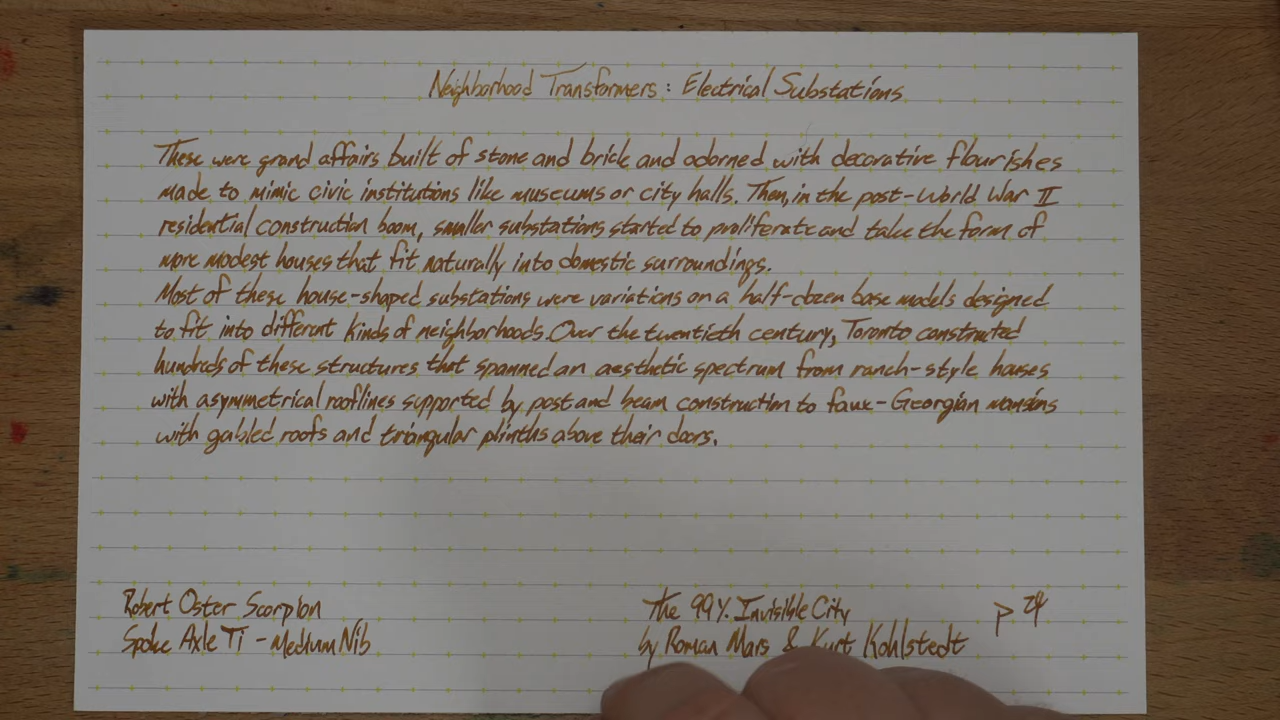 Neighborhood Transformers: Electrical Substations
These were grand affairs built of stone and brick and adorned with decorative flourishes
made to mimic civic institutions like museums or city halls. Then, in the post-World War II
residential construction boom, smaller substations started to proliferate and take the form of
more modest houses that fit naturally into domestic surroundings.
Most of these house-shaped substations were variations on a half-dozen base models designed
to fit into different kinds of neighborhoods. Over the twentieth century, Toronto constructed
hundreds of these structures that spanned an aesthetic spectrum from ranch-style houses
with asymmetrical rooflines supported by post and beam construction to faux-Georgian mansions
with gabled roofs and triangular plinths above their doors.
Robert Oster Scorpion
Spoke Axle Ti - Medium Nib
The 99% Invisible City
by Roman Mars & Kurt Kohlstedt
p 24